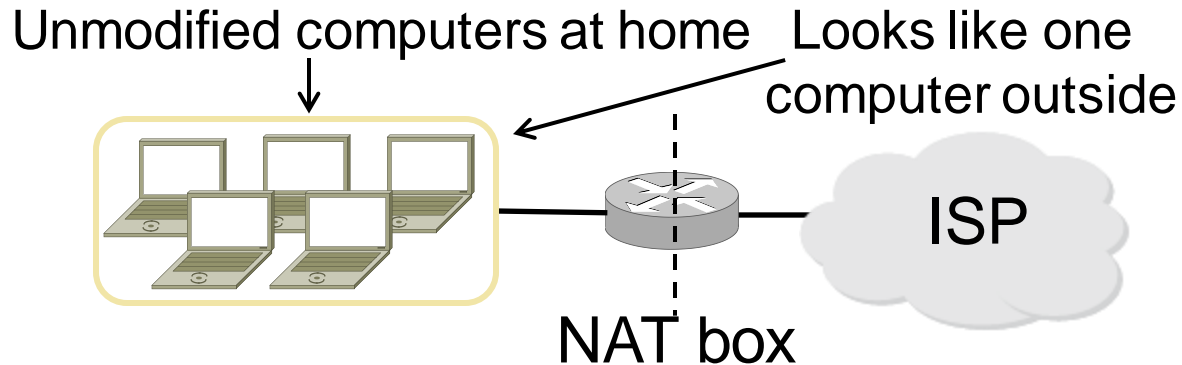 Unmodified computers at home
Looks like one
computer outside
ISP
NAT box